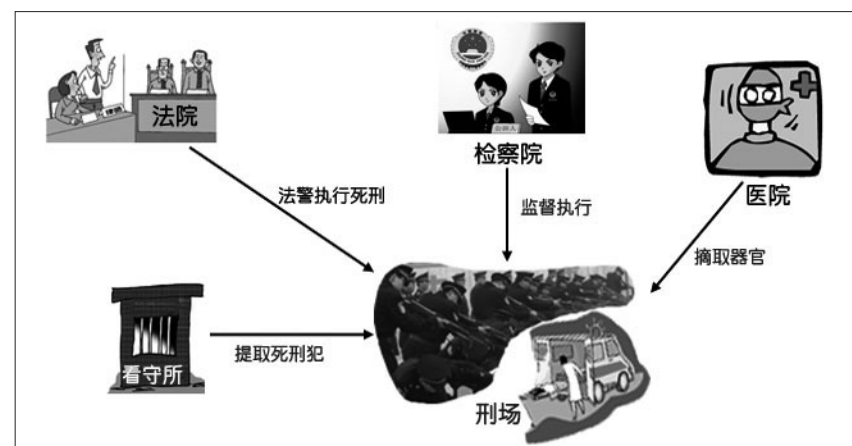 法院
检察院
医院
法警执行死刑
监督执行
摘取器官
看守所
提取死刑犯
刑场